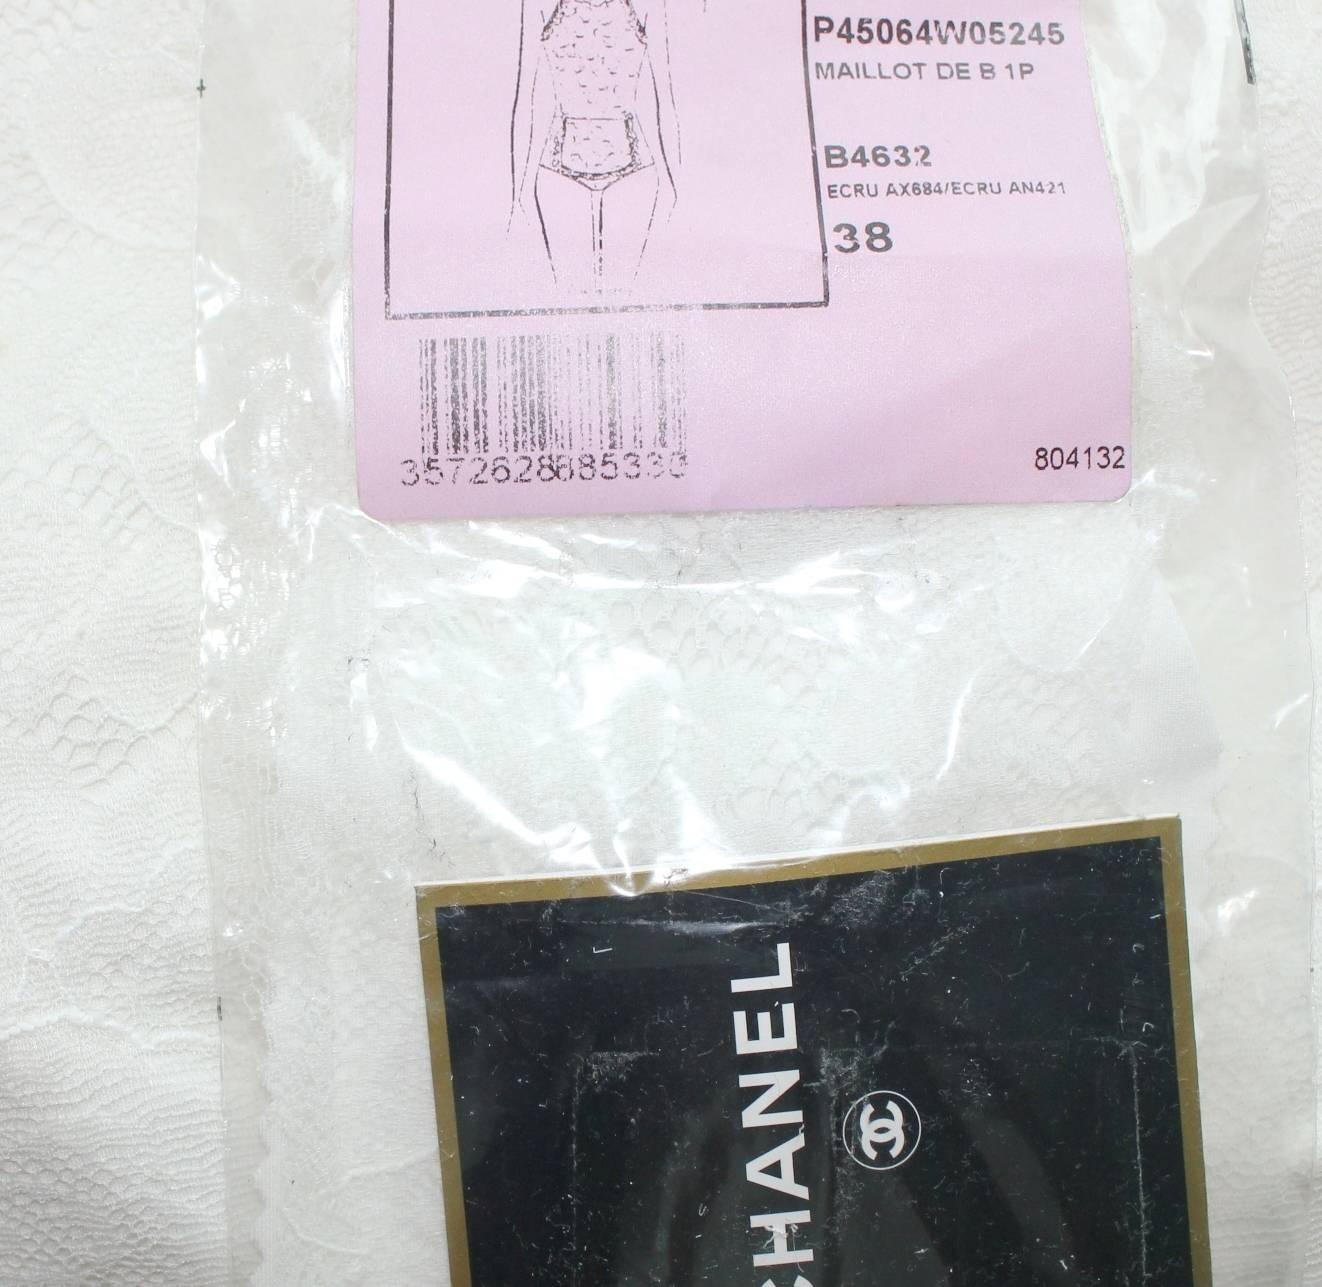 P45064W05245
MAILLOT DE B 1P
B4632
ECRU AX684/ECRU AN421
38
804132
CHANEL